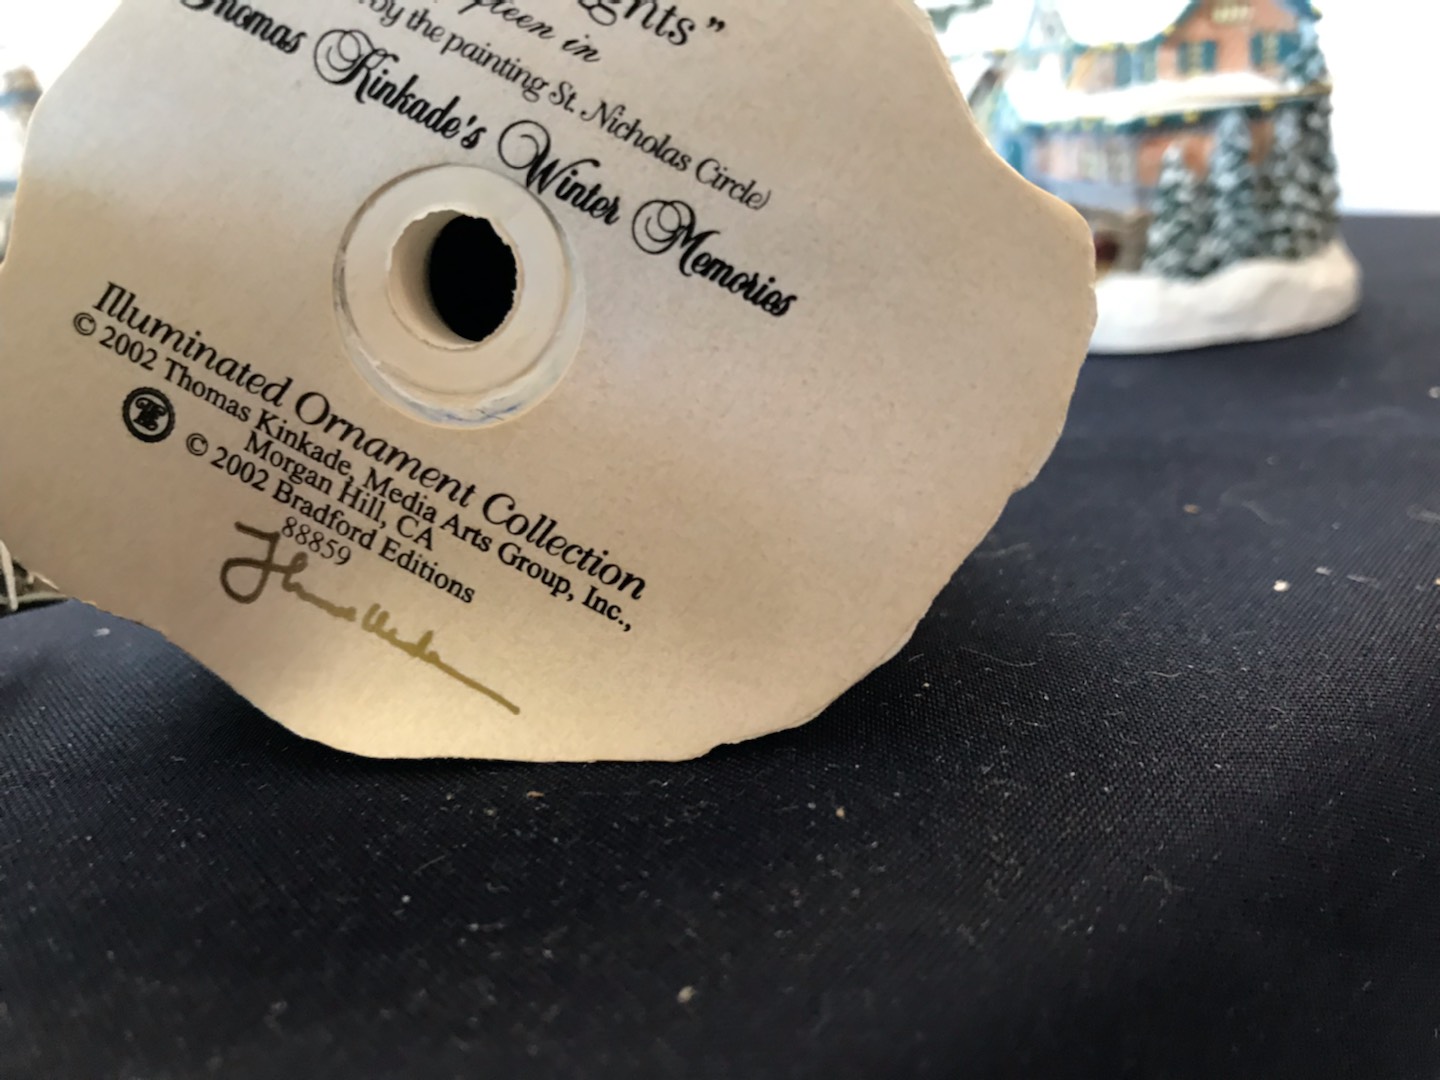 by the painting St. Nicholas Circle)
Thomas Kinkade's Winter Memories
Illuminated Ornament Collection
© 2002 Thomas Kinkade, Media Arts Group, Inc.,
Morgan Hill, CA
© 2002 Bradford Editions
88859